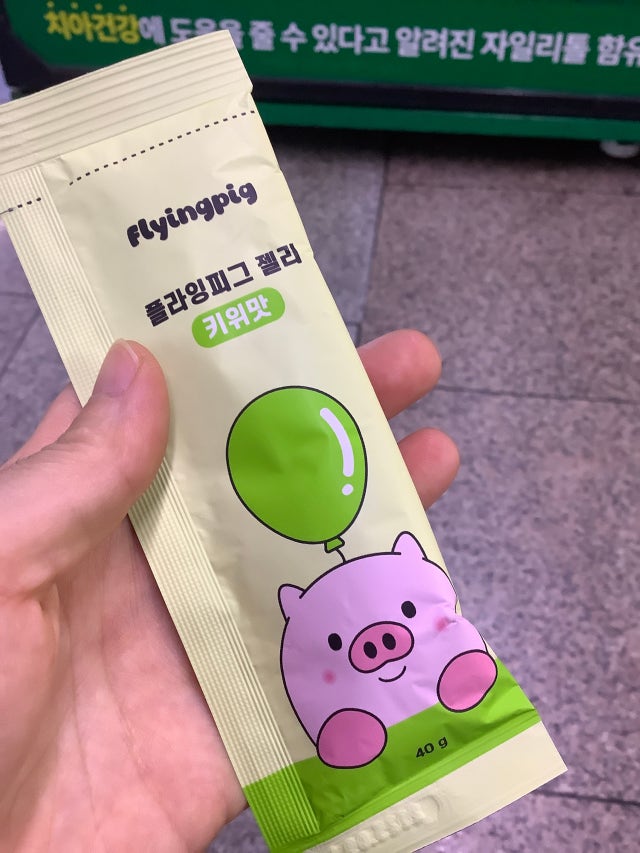 치아건강에 도움을 줄 수 있다고 알려진 자일리톨 함유
flyingpig
플라잉피그 젤리
키위맛
40 g